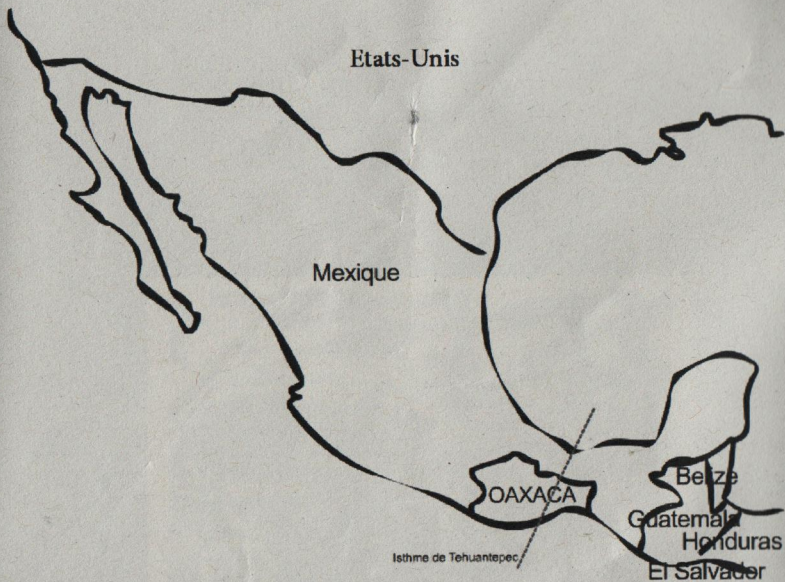 Etats-Unis
Mexique
Belize
OAXACA
Guatemala
Honduras
Isthme de Tehuantepec
El Salvador